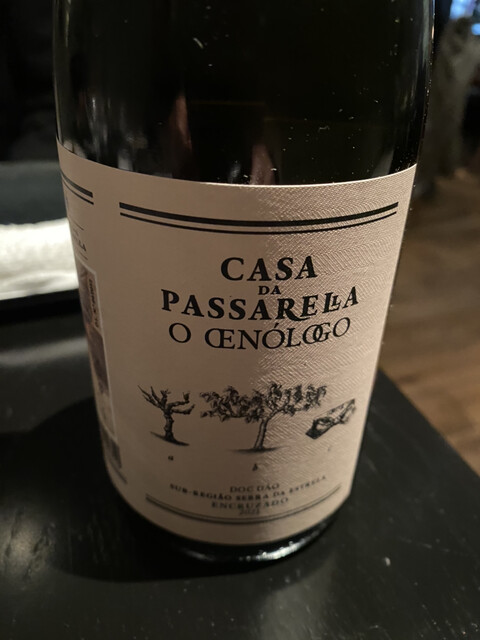 CASA
DA
PASSARELLA
O ŒNÓLOGO
DOC DÃO
SUB-REGIÃO SERRA DA ESTRELA
ENCRUZADO